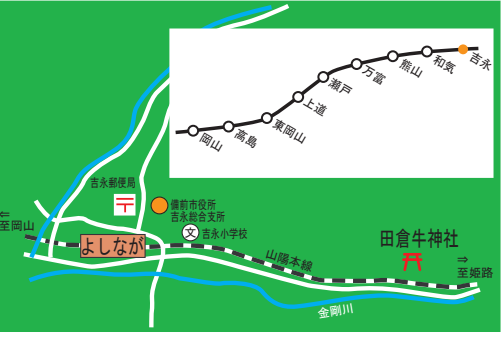 岡山
高島
東岡山
上道
瀬戸
万富
熊山
和気
吉永
吉永郵便局
〒
備前市役所
吉永総合支所
文
吉永小学校
⇐
至岡山
よしなが
山陽本線
田倉牛神社
⇒
至姫路
金剛川